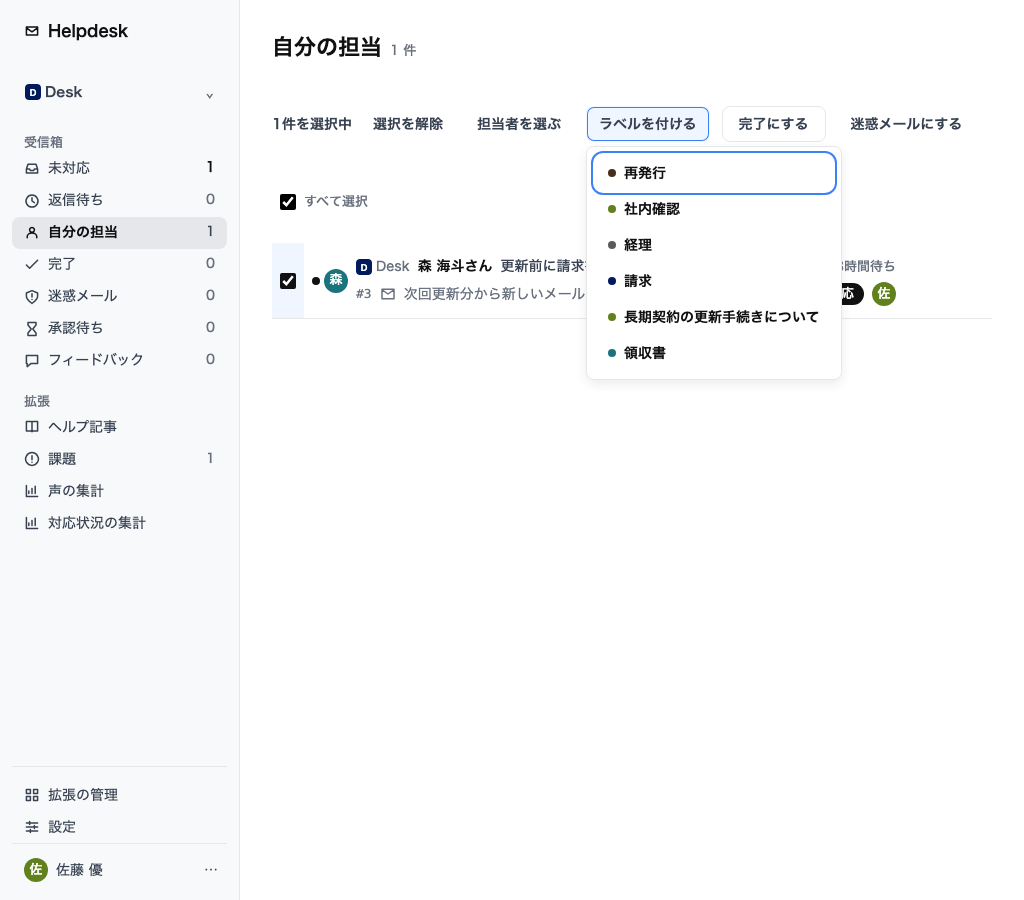 Helpdesk
D Desk
受信箱
未対応 1
返信待ち 0
自分の担当 1
完了 0
迷惑メール 0
承認待ち 0
フィードバック 0
拡張
ヘルプ記事
課題 1
声の集計
対応状況の集計
拡張の管理
設定
佐 佐藤 優 ...
自分の担当 1 件
1件を選択中 選択を解除 担当者を選ぶ ラベルを付ける 完了にする 迷惑メールにする
再発行
社内確認
経理
請求
長期契約の更新手続きについて
領収書
すべて選択
森 D Desk 森 海斗さん 更新前に請求 時間待ち
#3 次回更新分から新しいメール 応 佐